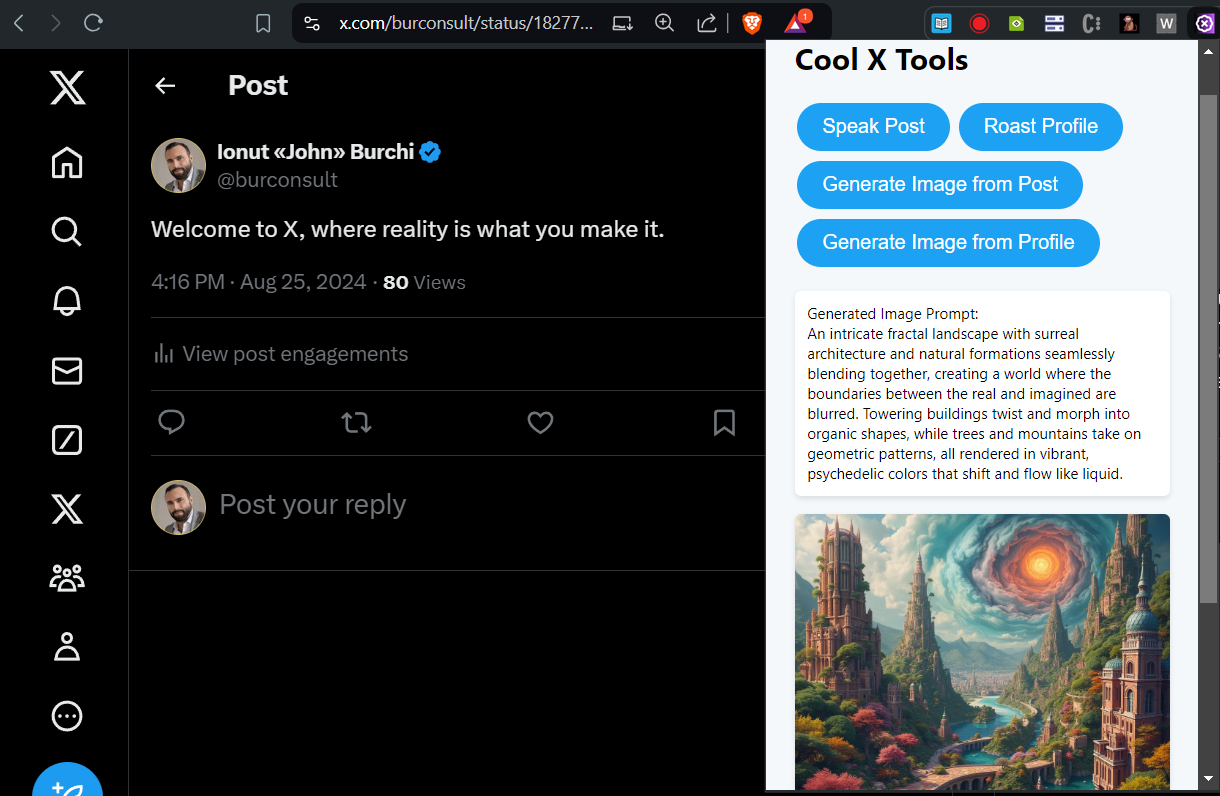 x.com/burconsult/status/18277...
1
W
Post
Ionut «John» Burchi
@burconsult
Welcome to X, where reality is what you make it.
4:16 PM · Aug 25, 2024 · 80 Views
View post engagements
Post your reply
Cool X Tools
Speak Post
Roast Profile
Generate Image from Post
Generate Image from Profile
Generated Image Prompt:
An intricate fractal landscape with surreal
architecture and natural formations seamlessly
blending together, creating a world where the
boundaries between the real and imagined are
blurred. Towering buildings twist and morph into
organic shapes, while trees and mountains take on
geometric patterns, all rendered in vibrant,
psychedelic colors that shift and flow like liquid.